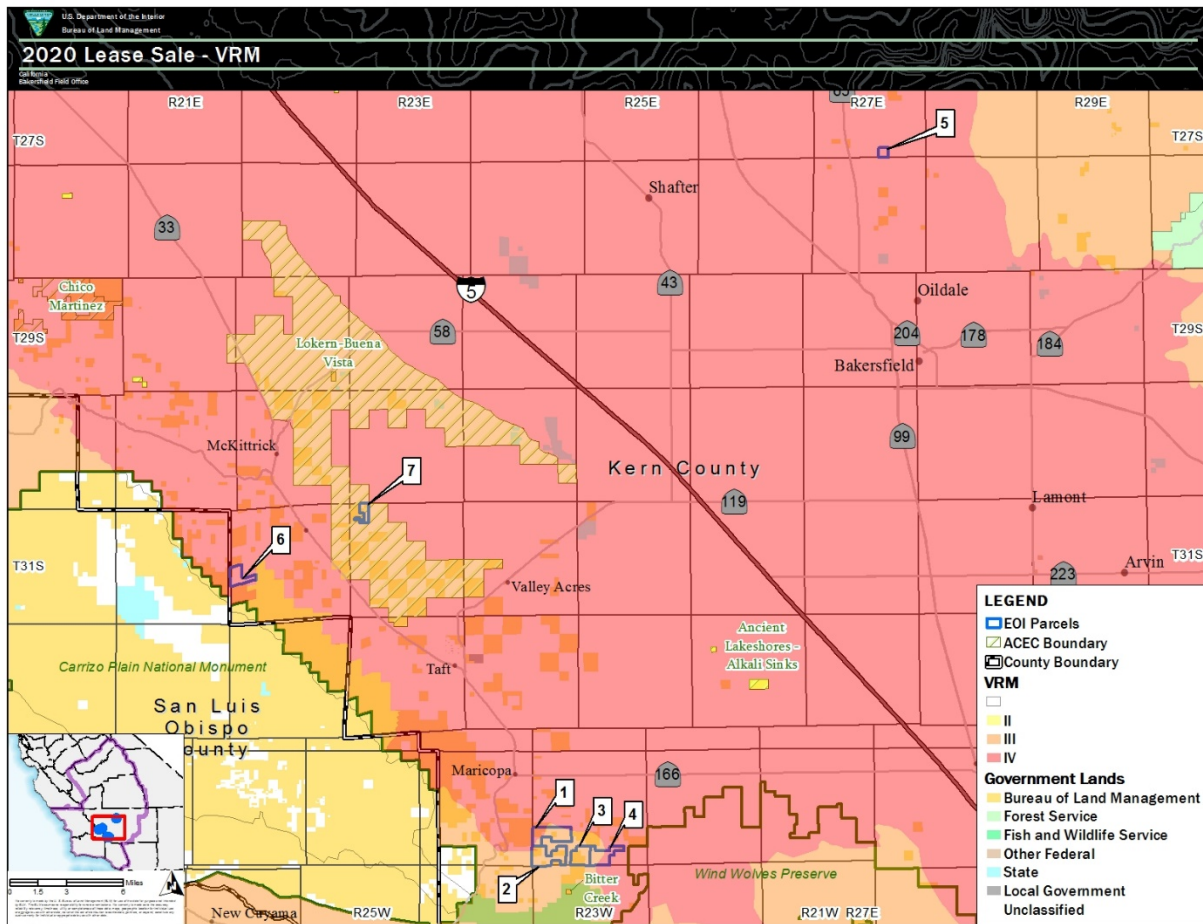 U.S. Department of the Interior
Bureau of Land Management
2020 Lease Sale - VRM
California
Bakersfield Field Office
R21E
R23E
R25E
R27E
R29E
65
T27S
T27S
5
Shafter
33
Chico
Martinez
5
43
Oildale
T29S
58
Lokern-Buena
Vista
204
178
184
T29S
Bakersfield
McKittrick
99
7
Kern County
119
Lamont
6
T31S
Valley Acres
223
Arvin
T31S
Ancient
Lakeshores -
Alkali Sinks
Taft
Carrizo Plain National Monument
San Luis
Obispo
County
Maricopa
166
1
3
4
2
Bitter
Creek
Wind Wolves Preserve
New Cuyama
R25W
R23W
R21W
R27E
LEGEND
EOI Parcels
ACEC Boundary
County Boundary
VRM
II
III
IV
Government Lands
Bureau of Land Management
Forest Service
Fish and Wildlife Service
Other Federal
State
Local Government
Unclassified
0 1.5 3 6
Miles